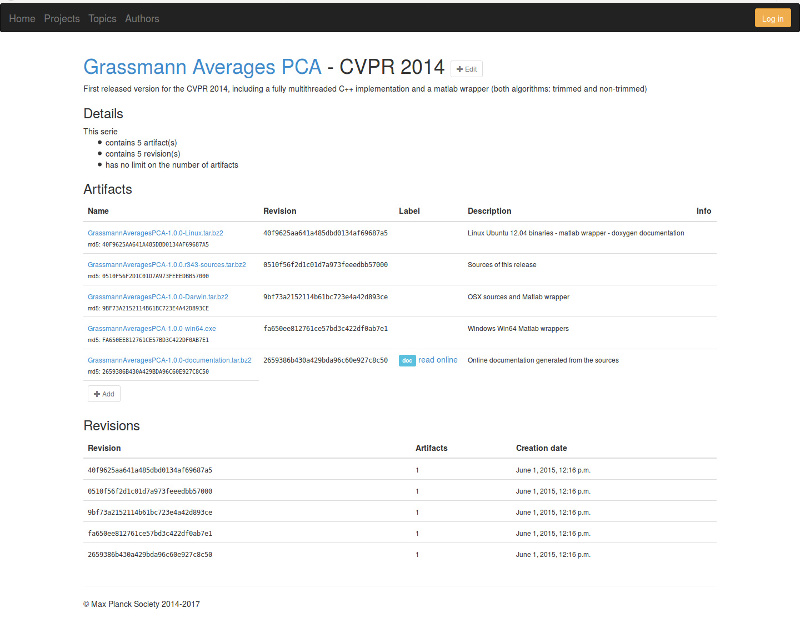 Home Projects Topics Authors Log in
Grassmann Averages PCA - CVPR 2014 Edit
First released version for the CVPR 2014, including a fully multithreaded C++ implementation and a matlab wrapper (both algorithms: trimmed and non-trimmed)
Details
This serie
contains 5 artifact(s)
contains 5 revision(s)
has no limit on the number of artifacts
Artifacts
Name Revision Label Description Info
GrassmannAveragesPCA-1.0.0-Linux.tar.bz2 40f9625aa641a485dbd0134af69687a5 Linux Ubuntu 12.04 binaries - matlab wrapper - doxygen documentation
md5: 40F9625AA641A485DBD0134AF69687A5
GrassmannAveragesPCA-1.0.0.r343-sources.tar.bz2 0510f56f2d1c01d7a973feeedbb57000 Sources of this release
md5: 0510F56F2D1C01D7A973FEEEDBB57000
GrassmannAveragesPCA-1.0.0-Darwin.tar.bz2 9bf73a2152114b61bc723e4a42d893ce OSX sources and Matlab wrapper
md5: 9BF73A2152114B61BC723E4A42D893CE
GrassmannAveragesPCA-1.0.0-win64.exe fa650ee812761ce57bd3c422df0ab7e1 Windows Win64 Matlab wrappers
md5: FA650EE812761CE57BD3C422DF0AB7E1
GrassmannAveragesPCA-1.0.0-documentation.tar.bz2 2659386b430a429bda96c60e927c8c50 doc read online Online documentation generated from the sources
md5: 2659386B430A429BDA96C60E927C8C50
Add
Revisions
Revision Artifacts Creation date
40f9625aa641a485dbd0134af69687a5 1 June 1, 2015, 12:16 p.m.
0510f56f2d1c01d7a973feeedbb57000 1 June 1, 2015, 12:16 p.m.
9bf73a2152114b61bc723e4a42d893ce 1 June 1, 2015, 12:16 p.m.
fa650ee812761ce57bd3c422df0ab7e1 1 June 1, 2015, 12:16 p.m.
2659386b430a429bda96c60e927c8c50 1 June 1, 2015, 12:16 p.m.
© Max Planck Society 2014-2017